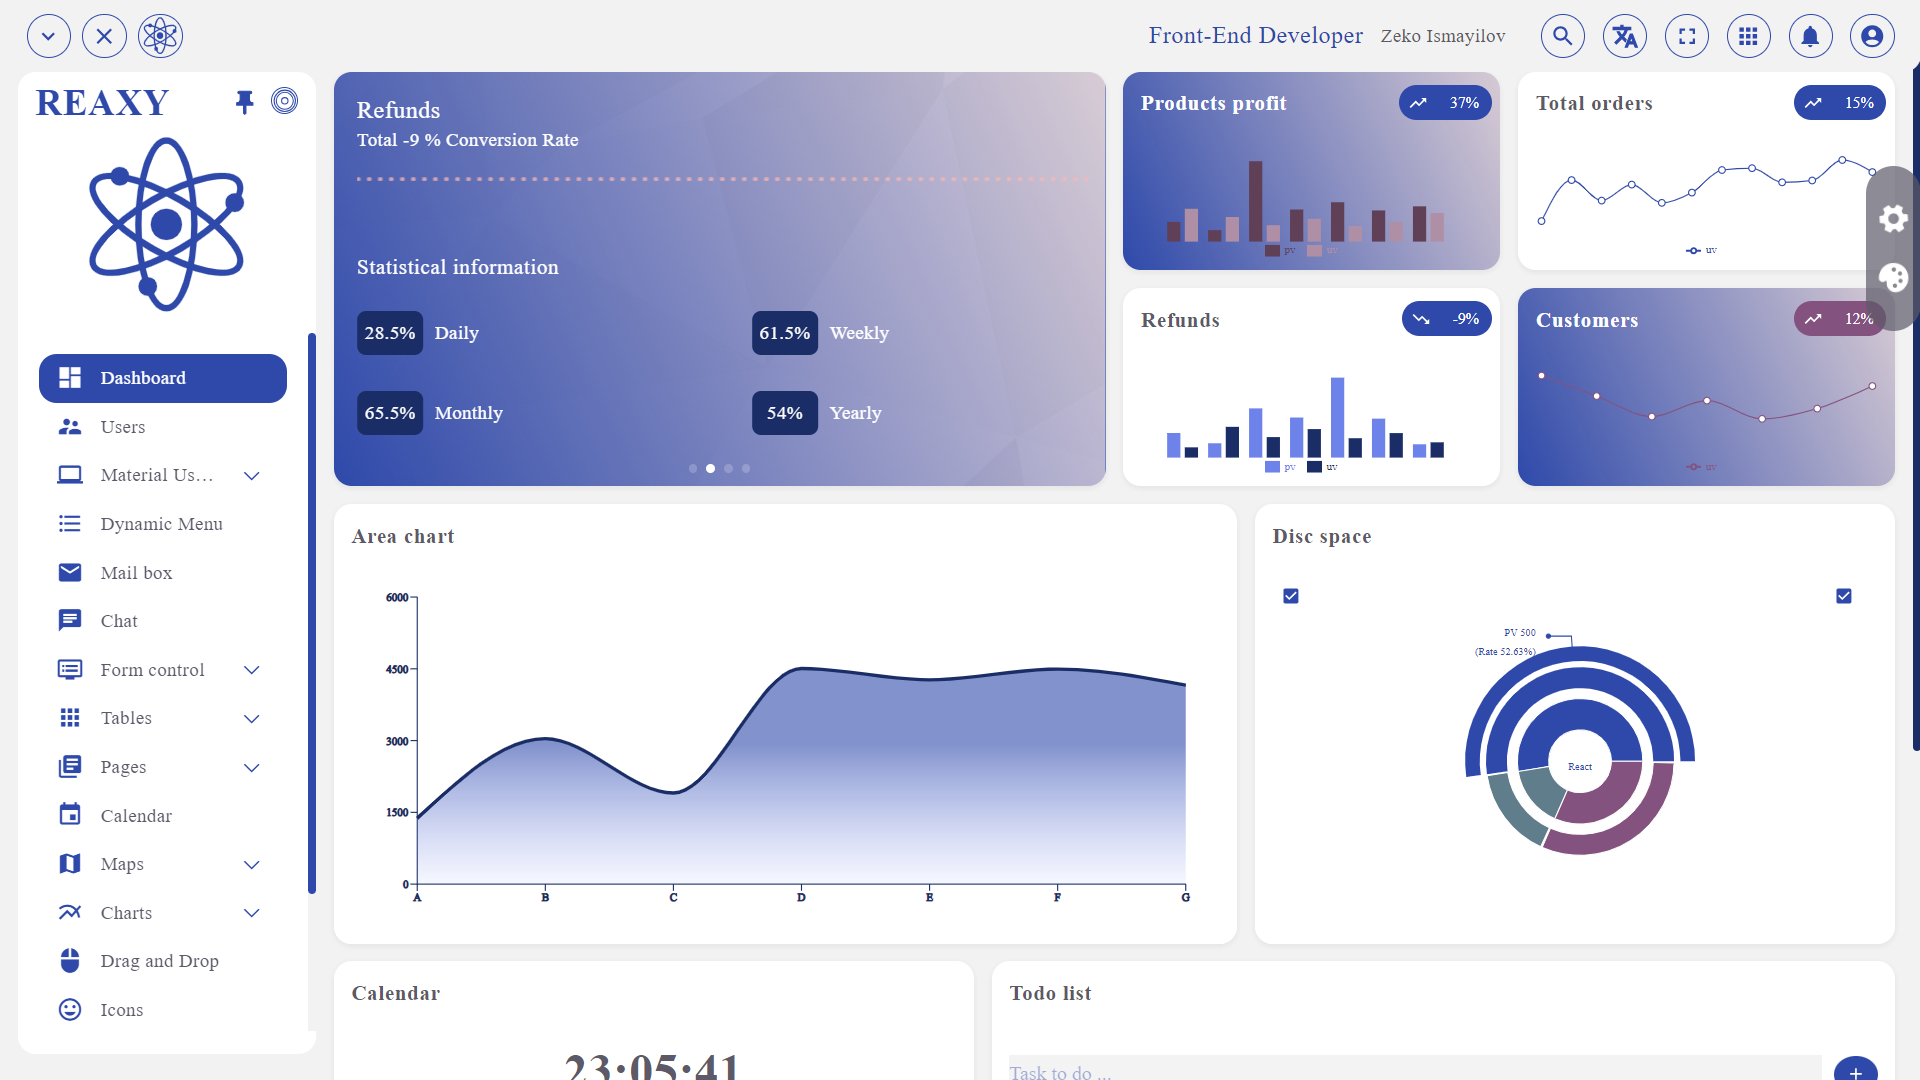 Front-End Developer Zeko Ismayilov
REAXY
Dashboard
Users
Material Us...
Dynamic Menu
Mail box
Chat
Form control
Tables
Pages
Calendar
Maps
Charts
Drag and Drop
Icons
Refunds
Total -9 % Conversion Rate
Statistical information
28.5% Daily
61.5% Weekly
65.5% Monthly
54% Yearly
Products profit
37%
pv uv
Total orders
15%
uv
Refunds
-9%
pv uv
Customers
12%
uv
Area chart
6000
4500
3000
1500
0
A B C D E F G
Disc space
PV 500
(Rate 52.63%)
React
Calendar
23:05:41
Todo list
Task to do ...